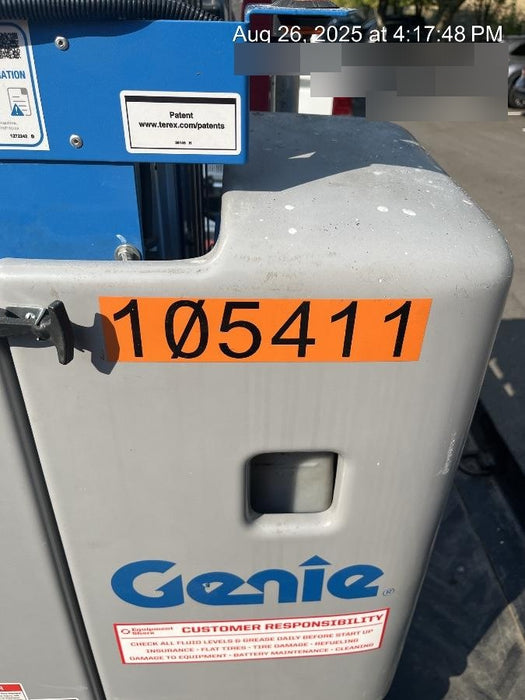 Aug 26, 2025 at 4:17:48 PM
ATION
1272242 B
Patent
www.terex.com/patents
105411
Genie
Equipment Share
CUSTOMER RESPONSIBILITY
CHECK ALL FLUID LEVELS & GREASE DAILY BEFORE START UP
INSURANCE - FLAT TIRES - TIRE DAMAGE - REFUELING
DAMAGE TO EQUIPMENT - BATTERY MAINTENANCE - CLEANING